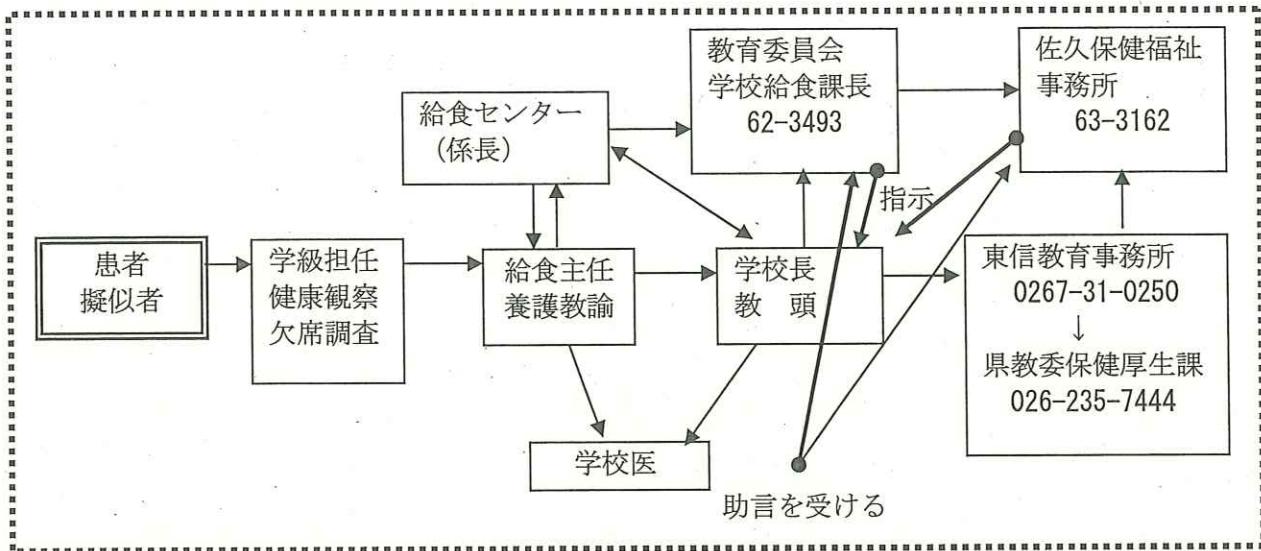 患者
擬似者
学級担任
健康観察
欠席調査
給食センター
（係長）
給食主任
養護教諭
学校医
教育委員会
学校給食課長
62-3493
学校長
教　頭
指示
助言を受ける
佐久保健福祉
事務所
63-3162
東信教育事務所
0267-31-0250
↓
県教委保健厚生課
026-235-7444